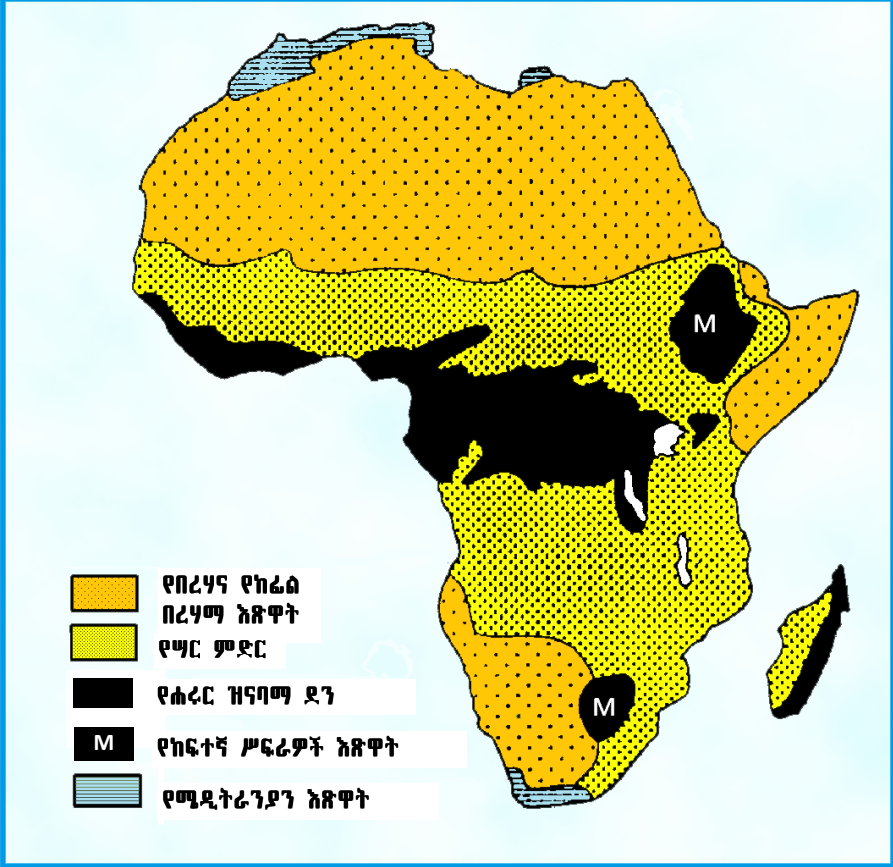 M
M
የበረሃና የከፊል
በረሃማ እጽዋት
የሣር ምድር
የሐሩር ዝናባማ ደን
M
የከፍተኛ ሥፍራዎች እጽዋት
የሜዲትራንያን እጽዋት